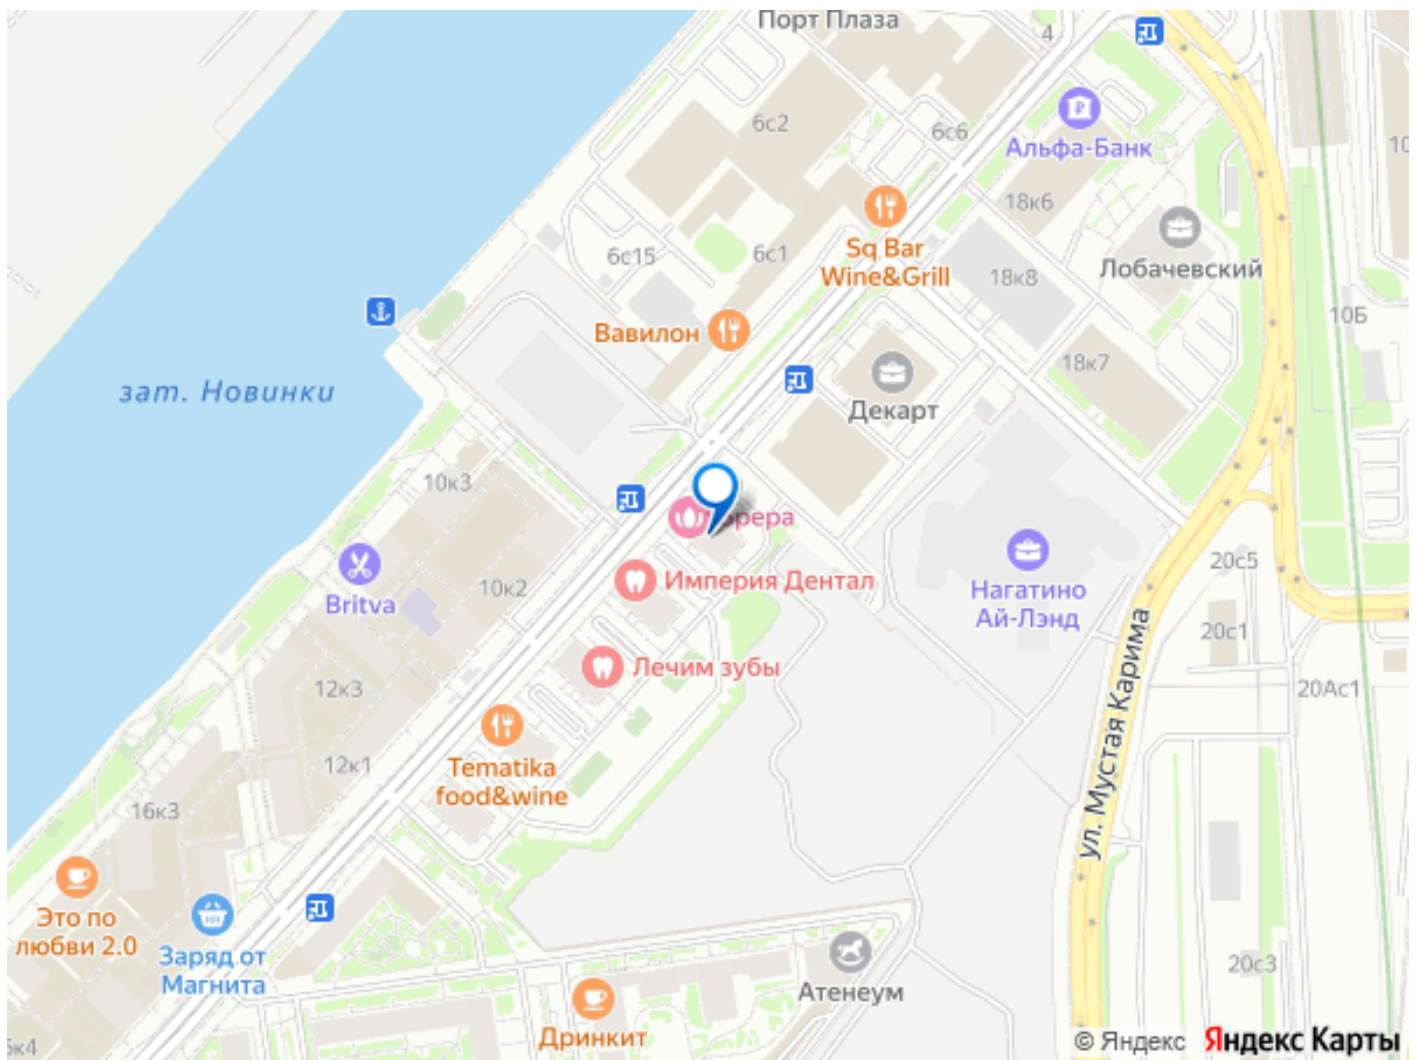 Порт Плаза
4
6с2
6с6
Альфа-Банк
18к6
Sq Bar
Wine&Grill
6с1
6с15
Лобачевский
18к8
10Б
Вавилон
18к7
зат. Новинки
Декарт
10к3
Империя Дентал
Нагатино
Ай-Лэнд
20с5
10к2
Britva
20с1
ул. Мустая Карима
Лечим зубы
12к3
20Ас1
12к1
Tematika
food&wine
16к3
Это по
любви 2.0
Заряд от
Магнита
20с3
Атенеум
Дринкит
© Яндекс
Яндекс Карты